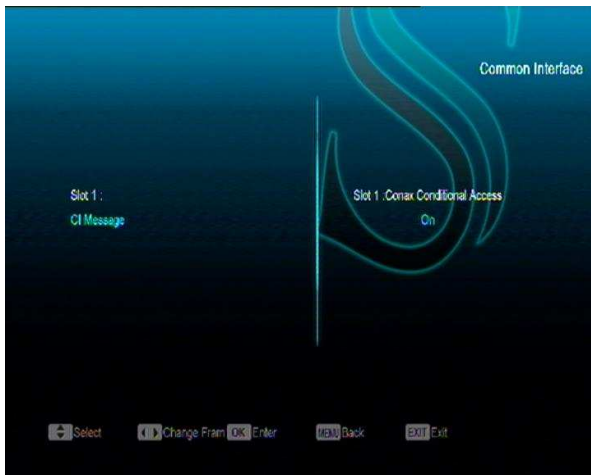 Common Interface
Slot 1 :
Slot 1 :Conax Conditional Access
CI Message
On
Select
Change Fram
OK Enter
MENU Back
EXIT Exit